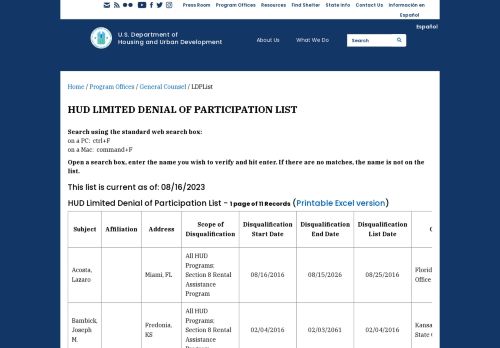 Press Room   Program Offices   Resources   Find Shelter   State Info   Contact Us   Información en Español
Español
U.S. Department of
Housing and Urban Development
About Us   What We Do   Search
Home / Program Offices / General Counsel / LDPList
HUD LIMITED DENIAL OF PARTICIPATION LIST
Search using the standard web search box:
on a PC: ctrl+F
on a Mac: command+F
Open a search box, enter the name you wish to verify and hit enter. If there are no matches, the name is not on the
list.
This list is current as of: 08/16/2023
HUD Limited Denial of Participation List - 1 page of 11 Records (Printable Excel version)
Subject   Affiliation   Address   Scope of Disqualification   Disqualification Start Date   Disqualification End Date   Disqualification List Date
Acosta, Lazaro   Miami, FL   All HUD Programs; Section 8 Rental Assistance Program   08/16/2016   08/15/2026   08/25/2016   Florid Office
Bambick, Joseph M.   Fredonia, KS   All HUD Programs; Section 8 Rental Assistance   02/04/2016   02/03/2061   02/04/2016   Kansa State